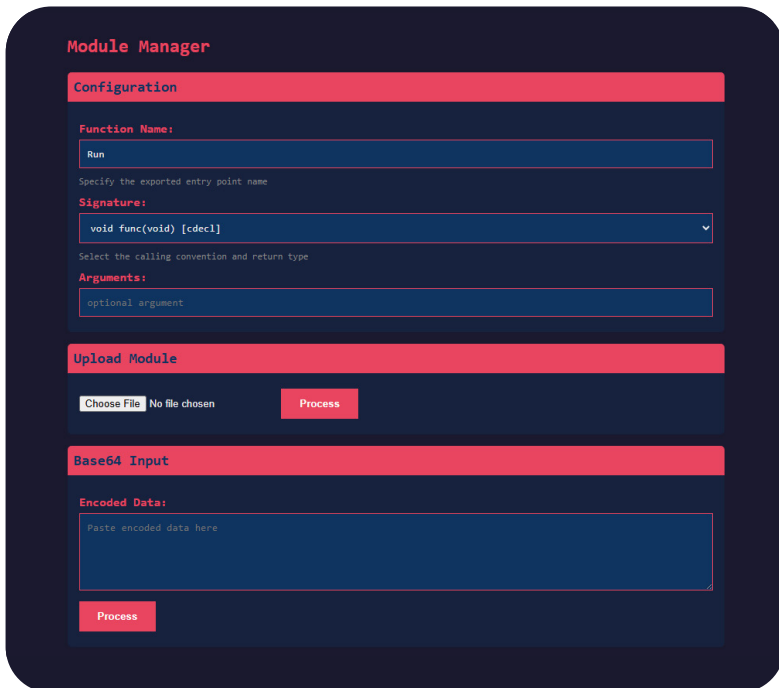 Module Manager
Configuration
Function Name:
Run
Specify the exported entry point name
Signature:
void func(void) [cdecl]
Select the calling convention and return type
Arguments:
optional argument
Upload Module
Choose File No file chosen Process
Base64 Input
Encoded Data:
Paste encoded data here
Process